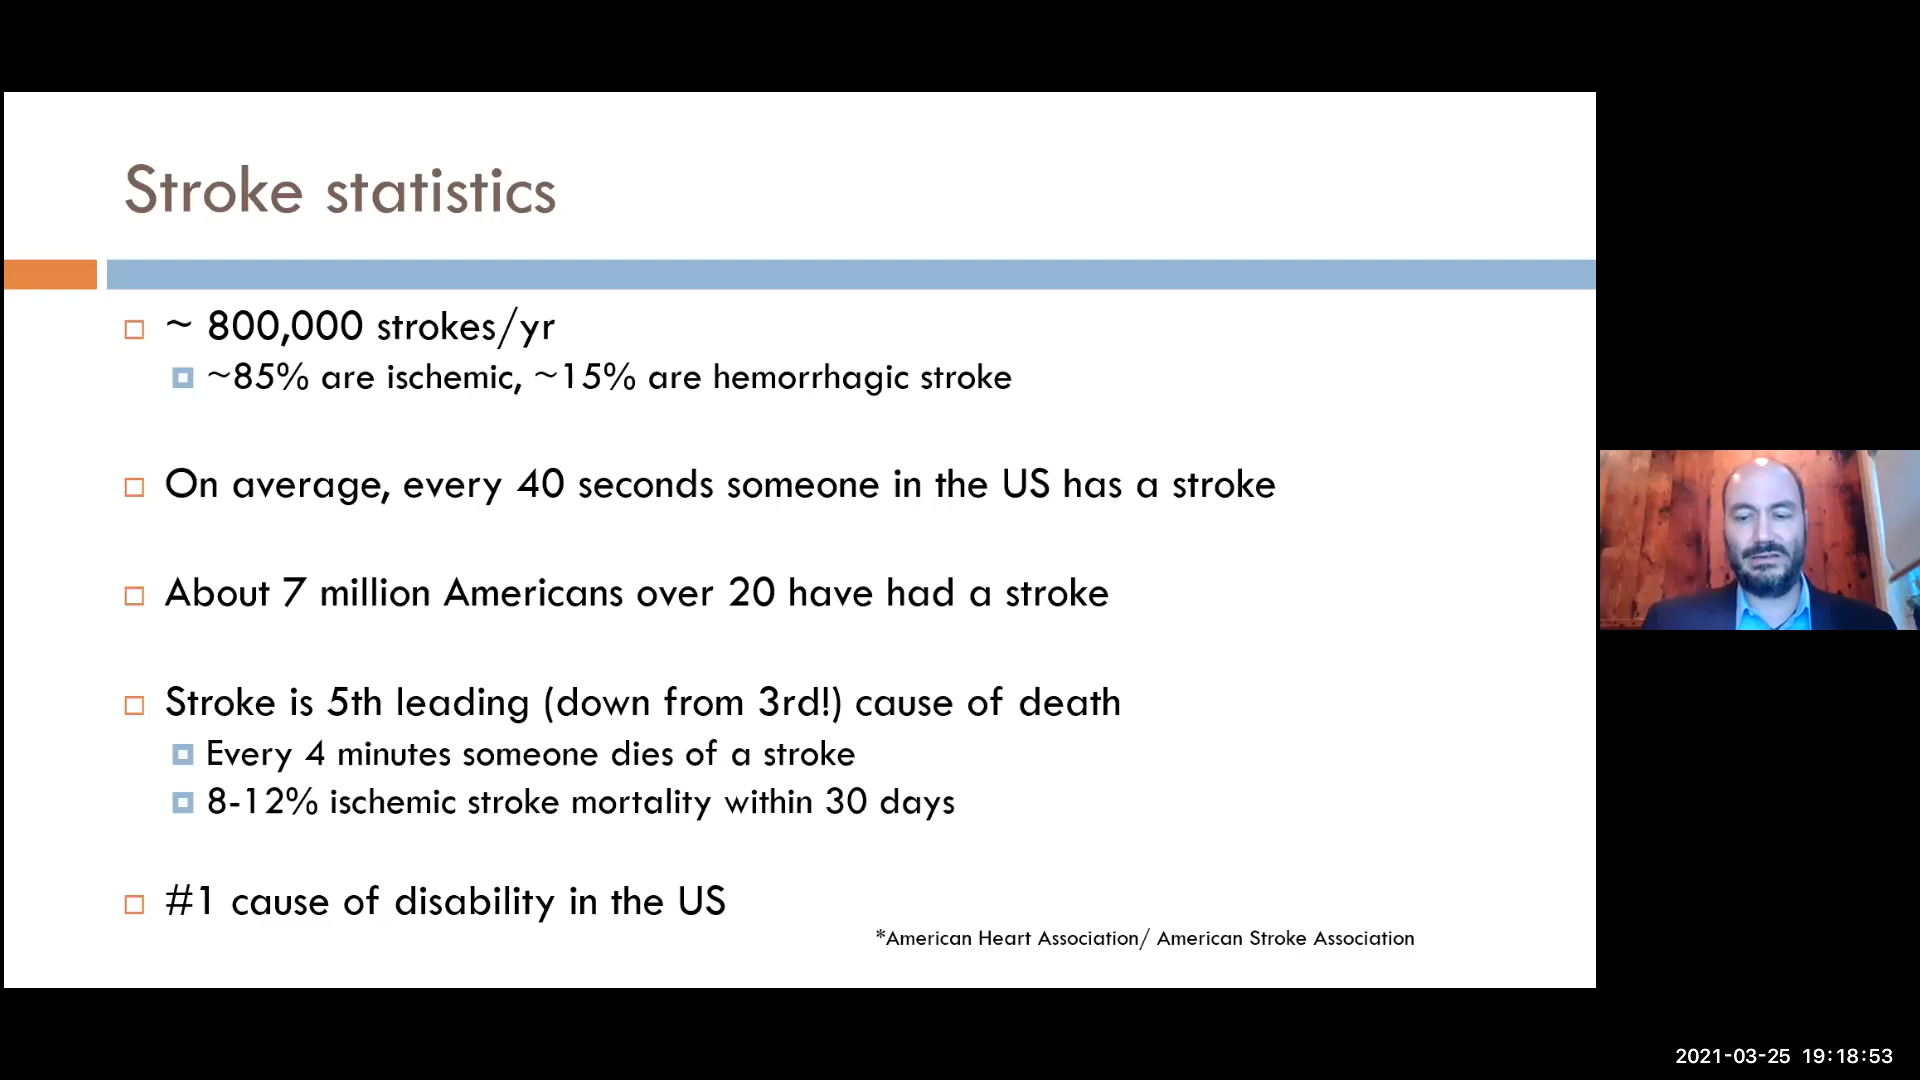 Stroke statistics
~ 800,000 strokes/yr
~85% are ischemic, ~15% are hemorrhagic stroke
On average, every 40 seconds someone in the US has a stroke
About 7 million Americans over 20 have had a stroke
Stroke is 5th leading (down from 3rd!) cause of death
Every 4 minutes someone dies of a stroke
8-12% ischemic stroke mortality within 30 days
#1 cause of disability in the US
*American Heart Association/ American Stroke Association
2021-03-25 19:18:53